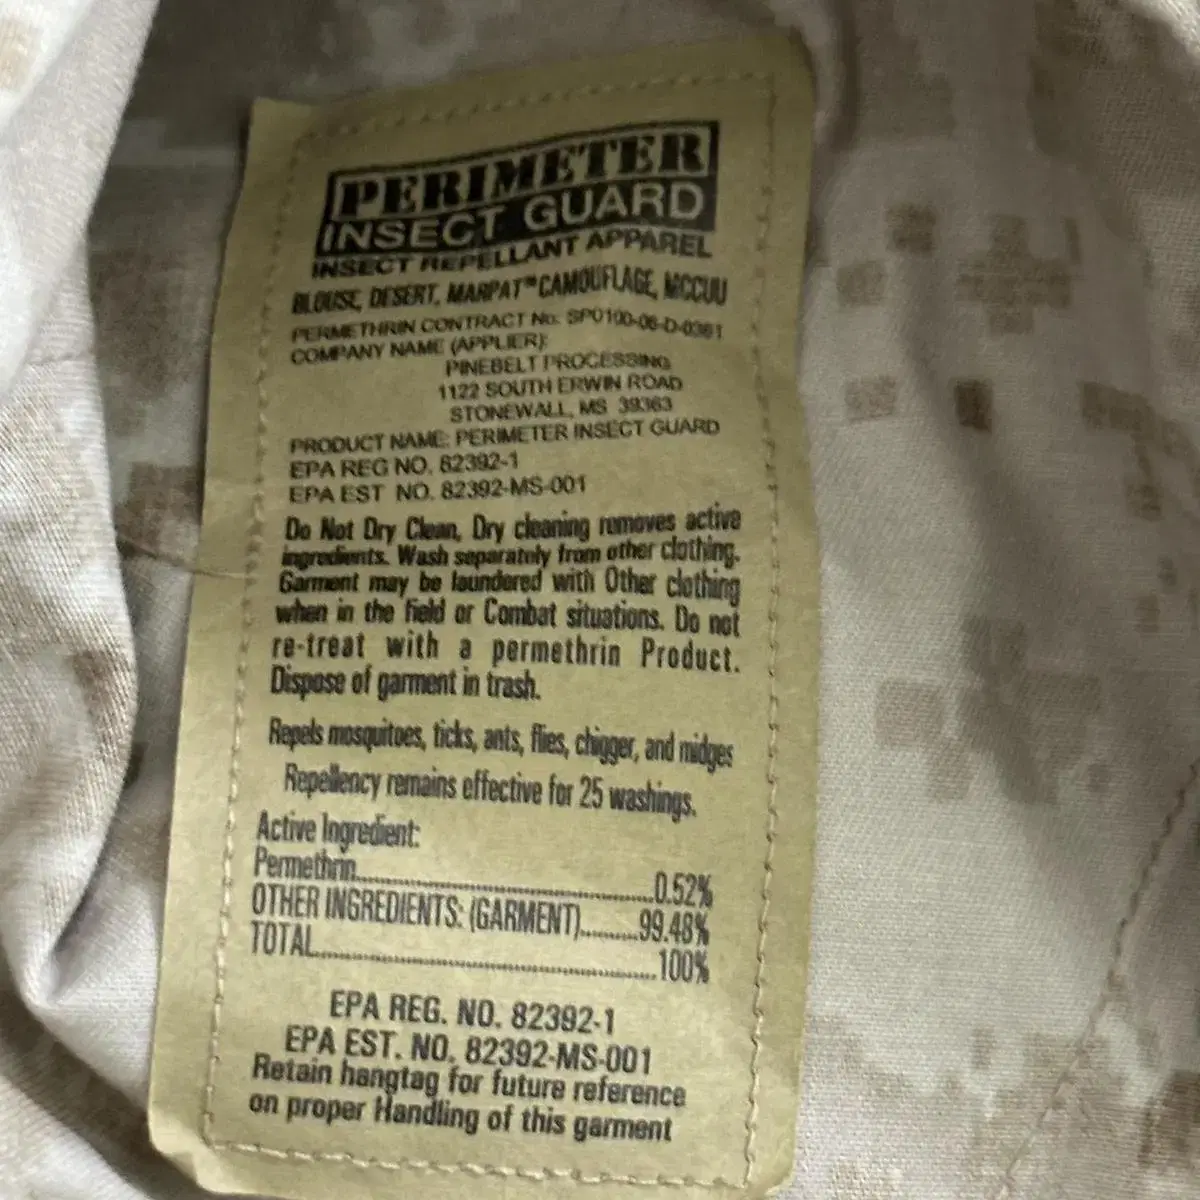 PERIMETER
INSECT GUARD
INSECT REPELLANT APPAREL
BLOUSE, DESERT, MARPAT™ CAMOUFLAGE, MCCUU
PERMETHRIN CONTRACT No: SP0100-06-D-0381
COMPANY NAME (APPLIER):
PINEBELT PROCESSING
1122 SOUTH ERWIN ROAD
STONEWALL, MS 39363
PRODUCT NAME: PERIMETER INSECT GUARD
EPA REG NO. 82392-1
EPA EST NO. 82392-MS-001
Do Not Dry Clean, Dry cleaning removes active
ingredients. Wash separately from other clothing.
Garment may be laundered with Other clothing
when in the field or Combat situations. Do not
re-treat with a permethrin Product.
Dispose of garment in trash.
Repels mosquitoes, ticks, ants, flies, chigger, and midges
Repellency remains effective for 25 washings.
Active Ingredient:
Permethrin..............................0.52%
OTHER INGREDIENTS: (GARMENT).........99.48%
TOTAL..............................100%
EPA REG. NO. 82392-1
EPA EST. NO. 82392-MS-001
Retain hangtag for future reference
on proper Handling of this garment